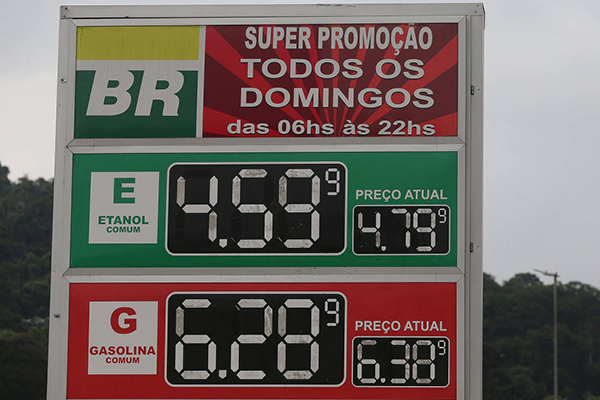 BR
SUPER PROMOÇÃO
TODOS OS
DOMINGOS
das 06hs às 22hs
E
ETANOL
COMUM
4.599
PREÇO ATUAL
4.799
G
GASOLINA
COMUM
6.289
PREÇO ATUAL
6.389